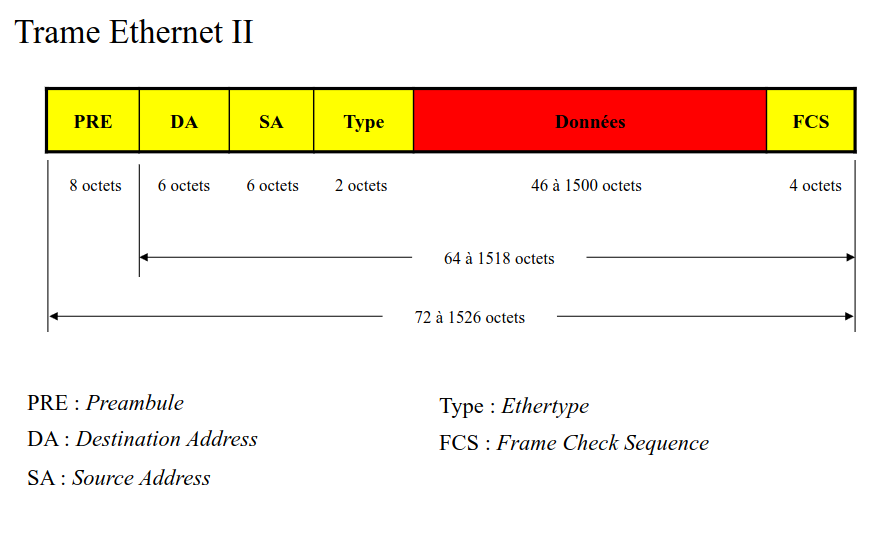 Trame Ethernet II
PRE DA SA Type Données FCS
8 octets 6 octets 6 octets 2 octets 46 à 1500 octets 4 octets
64 à 1518 octets
72 à 1526 octets
PRE : Preambule
DA : Destination Address
SA : Source Address
Type : Ethertype
FCS : Frame Check Sequence